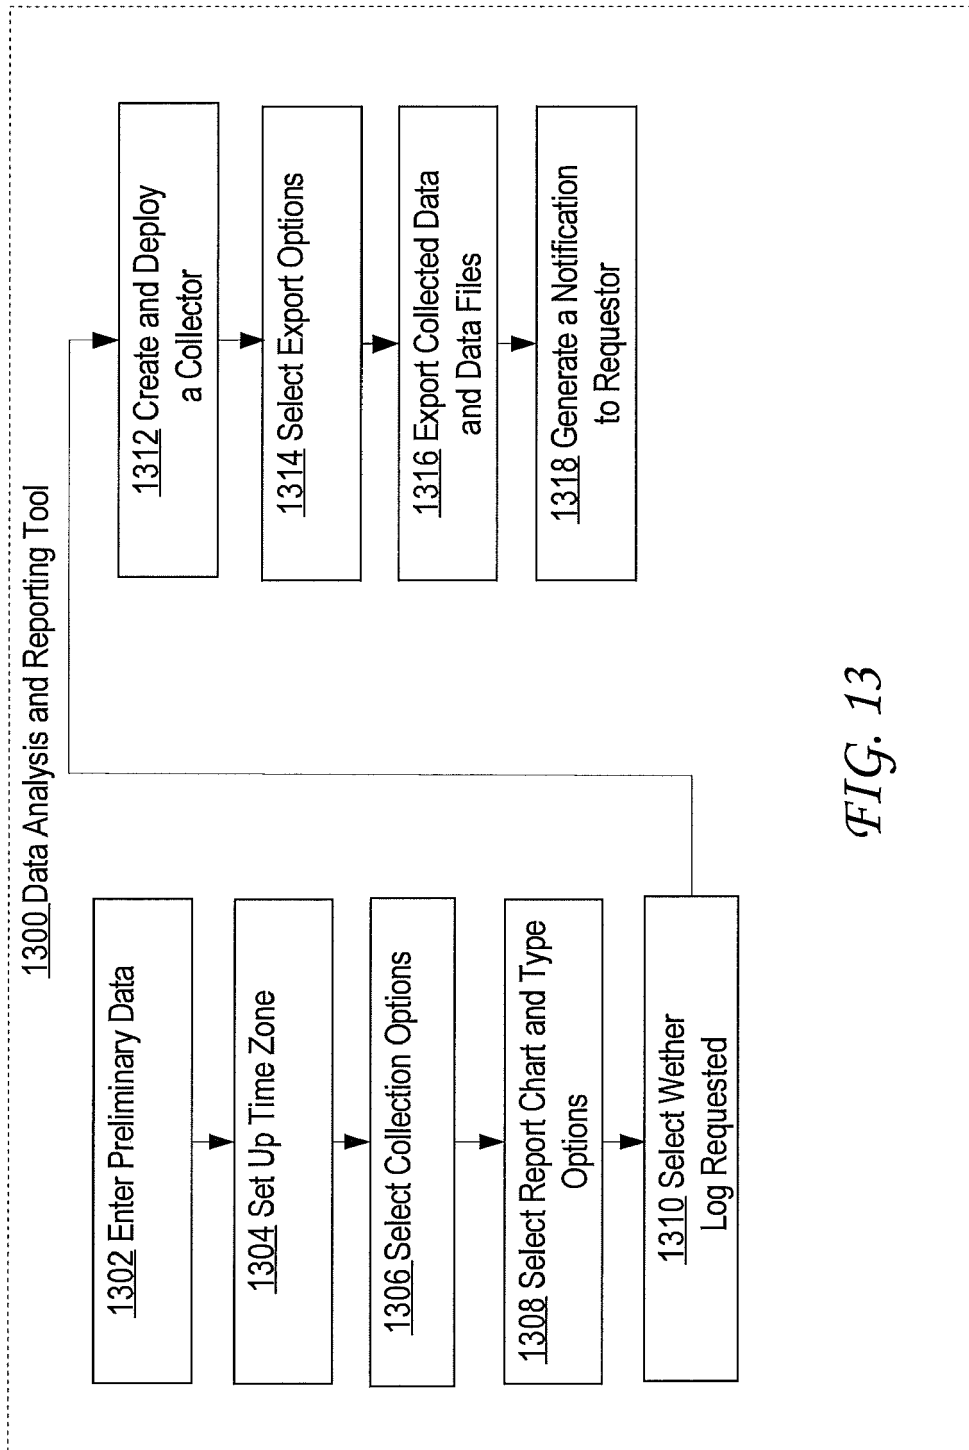 1300 Data Analysis and Reporting Tool
1302 Enter Preliminary Data
1304 Set Up Time Zone
1306 Select Collection Options
1308 Select Report Chart and Type
Options
1310 Select Wether
Log Requested
1312 Create and Deploy
a Collector
1314 Select Export Options
1316 Export Collected Data
and Data Files
1318 Generate a Notification
to Requestor
FIG. 13